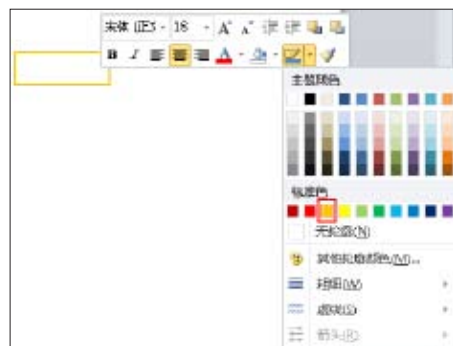 宋体 (正文 18 A A
B I A
主题颜色
标准色
无轮廓(N)
其他轮廓颜色(M)...
粗细(W)
虚线(S)
箭头(R)